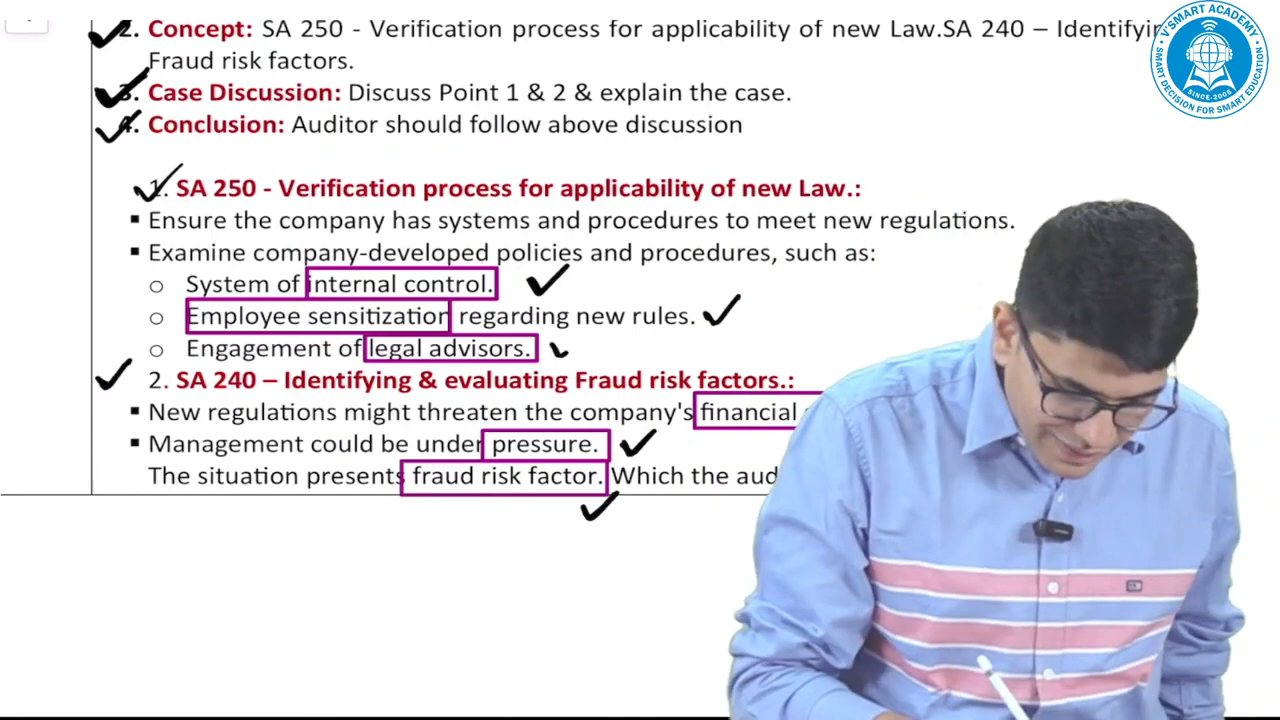 2. Concept: SA 250 - Verification process for applicability of new Law.SA 240 – Identifying
Fraud risk factors.
3. Case Discussion: Discuss Point 1 & 2 & explain the case.
4. Conclusion: Auditor should follow above discussion
1. SA 250 - Verification process for applicability of new Law.:
▪ Ensure the company has systems and procedures to meet new regulations.
▪ Examine company-developed policies and procedures, such as:
o System of internal control.
o Employee sensitization regarding new rules.
o Engagement of legal advisors.
2. SA 240 – Identifying & evaluating Fraud risk factors.:
▪ New regulations might threaten the company's financial
▪ Management could be under pressure.
The situation presents fraud risk factor. Which the
V'SMART ACADEMY
SMART DECISION FOR SMART EDUCATION
SINCE-2005